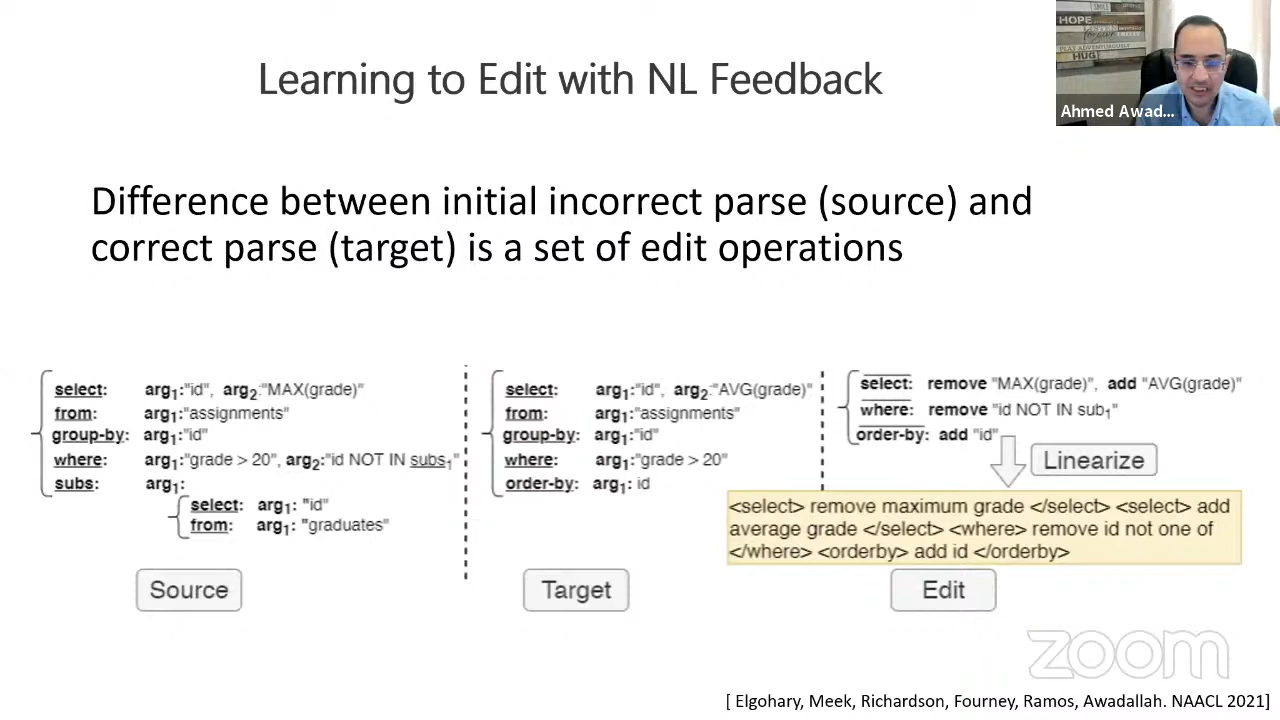 HOPE
HUG
Ahmed Awad...
Learning to Edit with NL Feedback
Difference between initial incorrect parse (source) and
correct parse (target) is a set of edit operations
select: arg1:"id", arg2:"MAX(grade)"
from: arg1:"assignments"
group-by: arg1:"id"
where: arg1:"grade > 20", arg2:"id NOT IN subs1"
subs: arg1:
select: arg1: "id"
from: arg1: "graduates"
Source
select: arg1:"id", arg2:"AVG(grade)"
from: arg1:"assignments"
group-by: arg1:"id"
where: arg1:"grade > 20"
order-by: arg1: id
Target
select: remove "MAX(grade)", add "AVG(grade)"
where: remove "id NOT IN sub1"
order-by: add "id"
Linearize
<select> remove maximum grade </select> <select> add
average grade </select> <where> remove id not one of
</where> <orderby> add id </orderby>
Edit
zoom
[ Elgohary, Meek, Richardson, Fourney, Ramos, Awadallah. NAACL 2021]